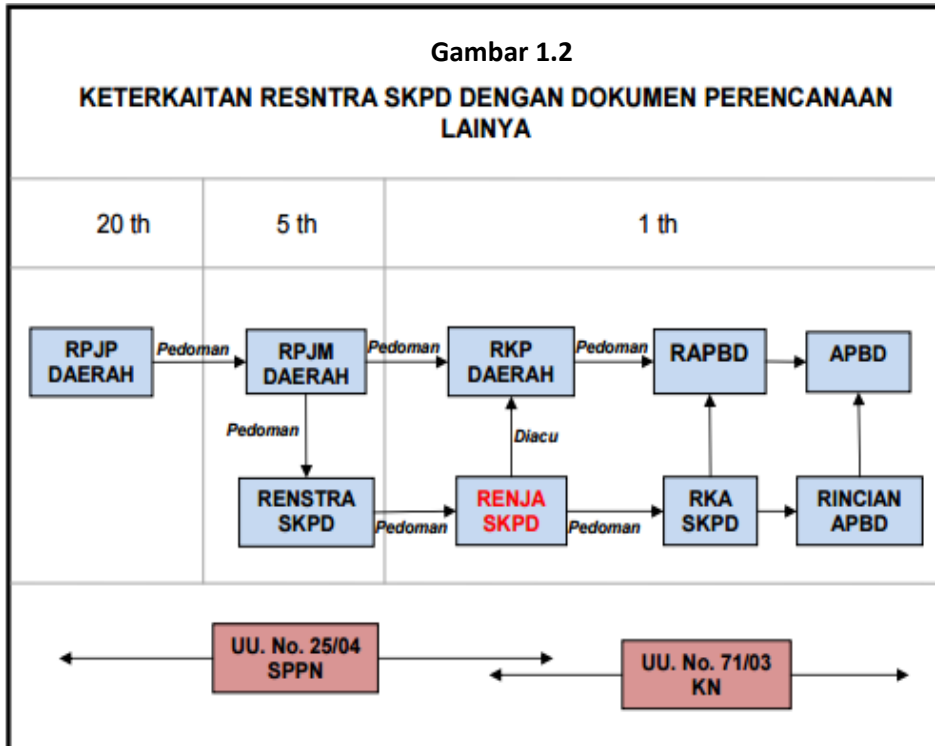 Gambar 1.2
KETERKAITAN RESNTRA SKPD DENGAN DOKUMEN PERENCANAAN
LAINYA
20 th
5 th
1 th
RPJP
DAERAH
Pedoman
RPJM
DAERAH
Pedoman
RKP
DAERAH
Pedoman
RAPBD
APBD
Pedoman
Diacu
RENSTRA
SKPD
Pedoman
RENJA
SKPD
Pedoman
RKA
SKPD
RINCIAN
APBD
UU. No. 25/04
SPPN
UU. No. 71/03
KN